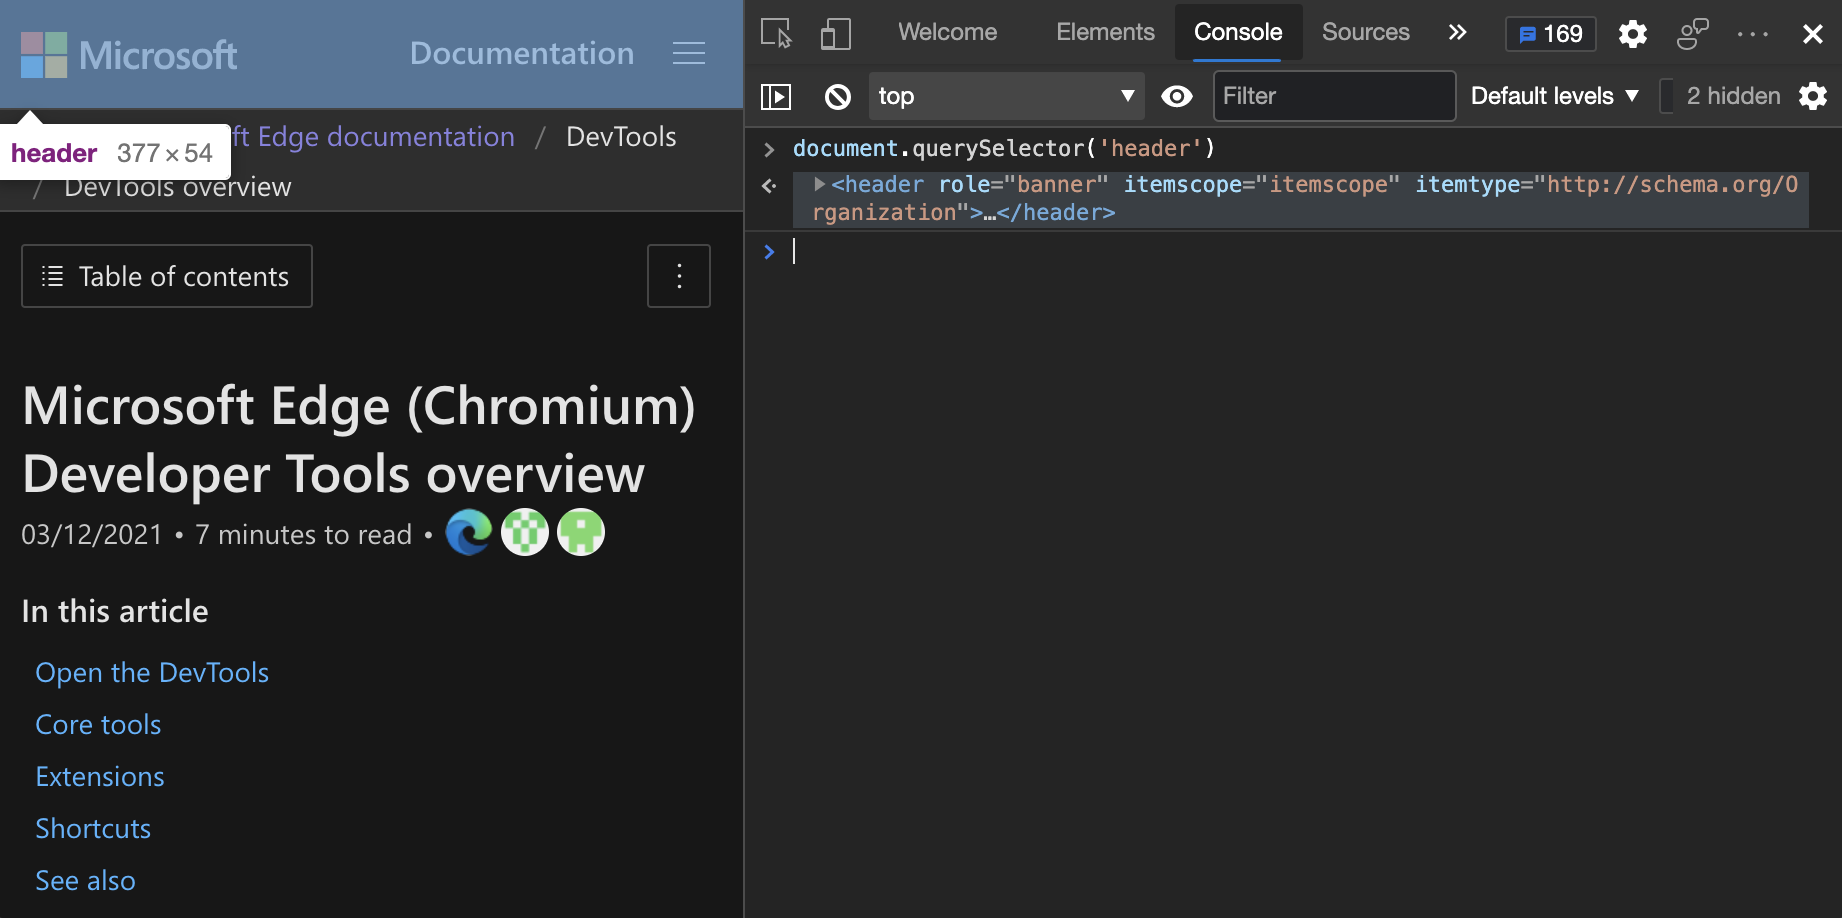 Microsoft
Documentation
header 377 × 54
ft Edge documentation / DevTools
/ DevTools overview
Table of contents
Microsoft Edge (Chromium)
Developer Tools overview
03/12/2021 • 7 minutes to read •
In this article
Open the DevTools
Core tools
Extensions
Shortcuts
See also
Welcome
Elements
Console
Sources
169
top
Filter
Default levels
2 hidden
document.querySelector('header')
<header role="banner" itemscope="itemscope" itemtype="http://schema.org/O
rganization">…</header>